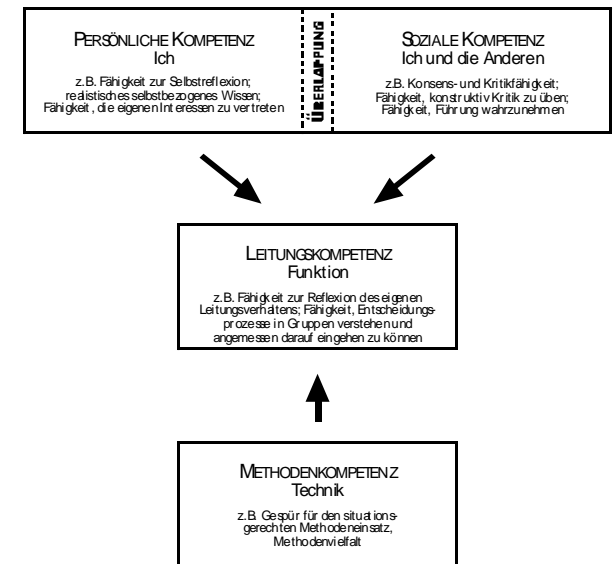 PERSÖNLICHE KOMPETENZ
Ich
z.B. Fähigkeit zur Selbstreflexion;
realistisches selbstbezogenes Wissen;
Fähigkeit, die eigenen Interessen zu vertreten
ÜBERLAPPUNG
SOZIALE KOMPETENZ
Ich und die Anderen
z.B. Konsens- und Kritikfähigkeit;
Fähigkeit, konstruktiv Kritik zu üben;
Fähigkeit, Führung wahrzunehmen
LEITUNGSKOMPETENZ
Funktion
z.B. Fähigkeit zur Reflexion des eigenen
Leitungsverhaltens; Fähigkeit, Entscheidungs-
prozesse in Gruppen verstehen und
angemessen darauf eingehen zu können
METHODENKOMPETENZ
Technik
z.B. Gespür für den situations-
gerechten Methodeneinsatz,
Methodenvielfalt